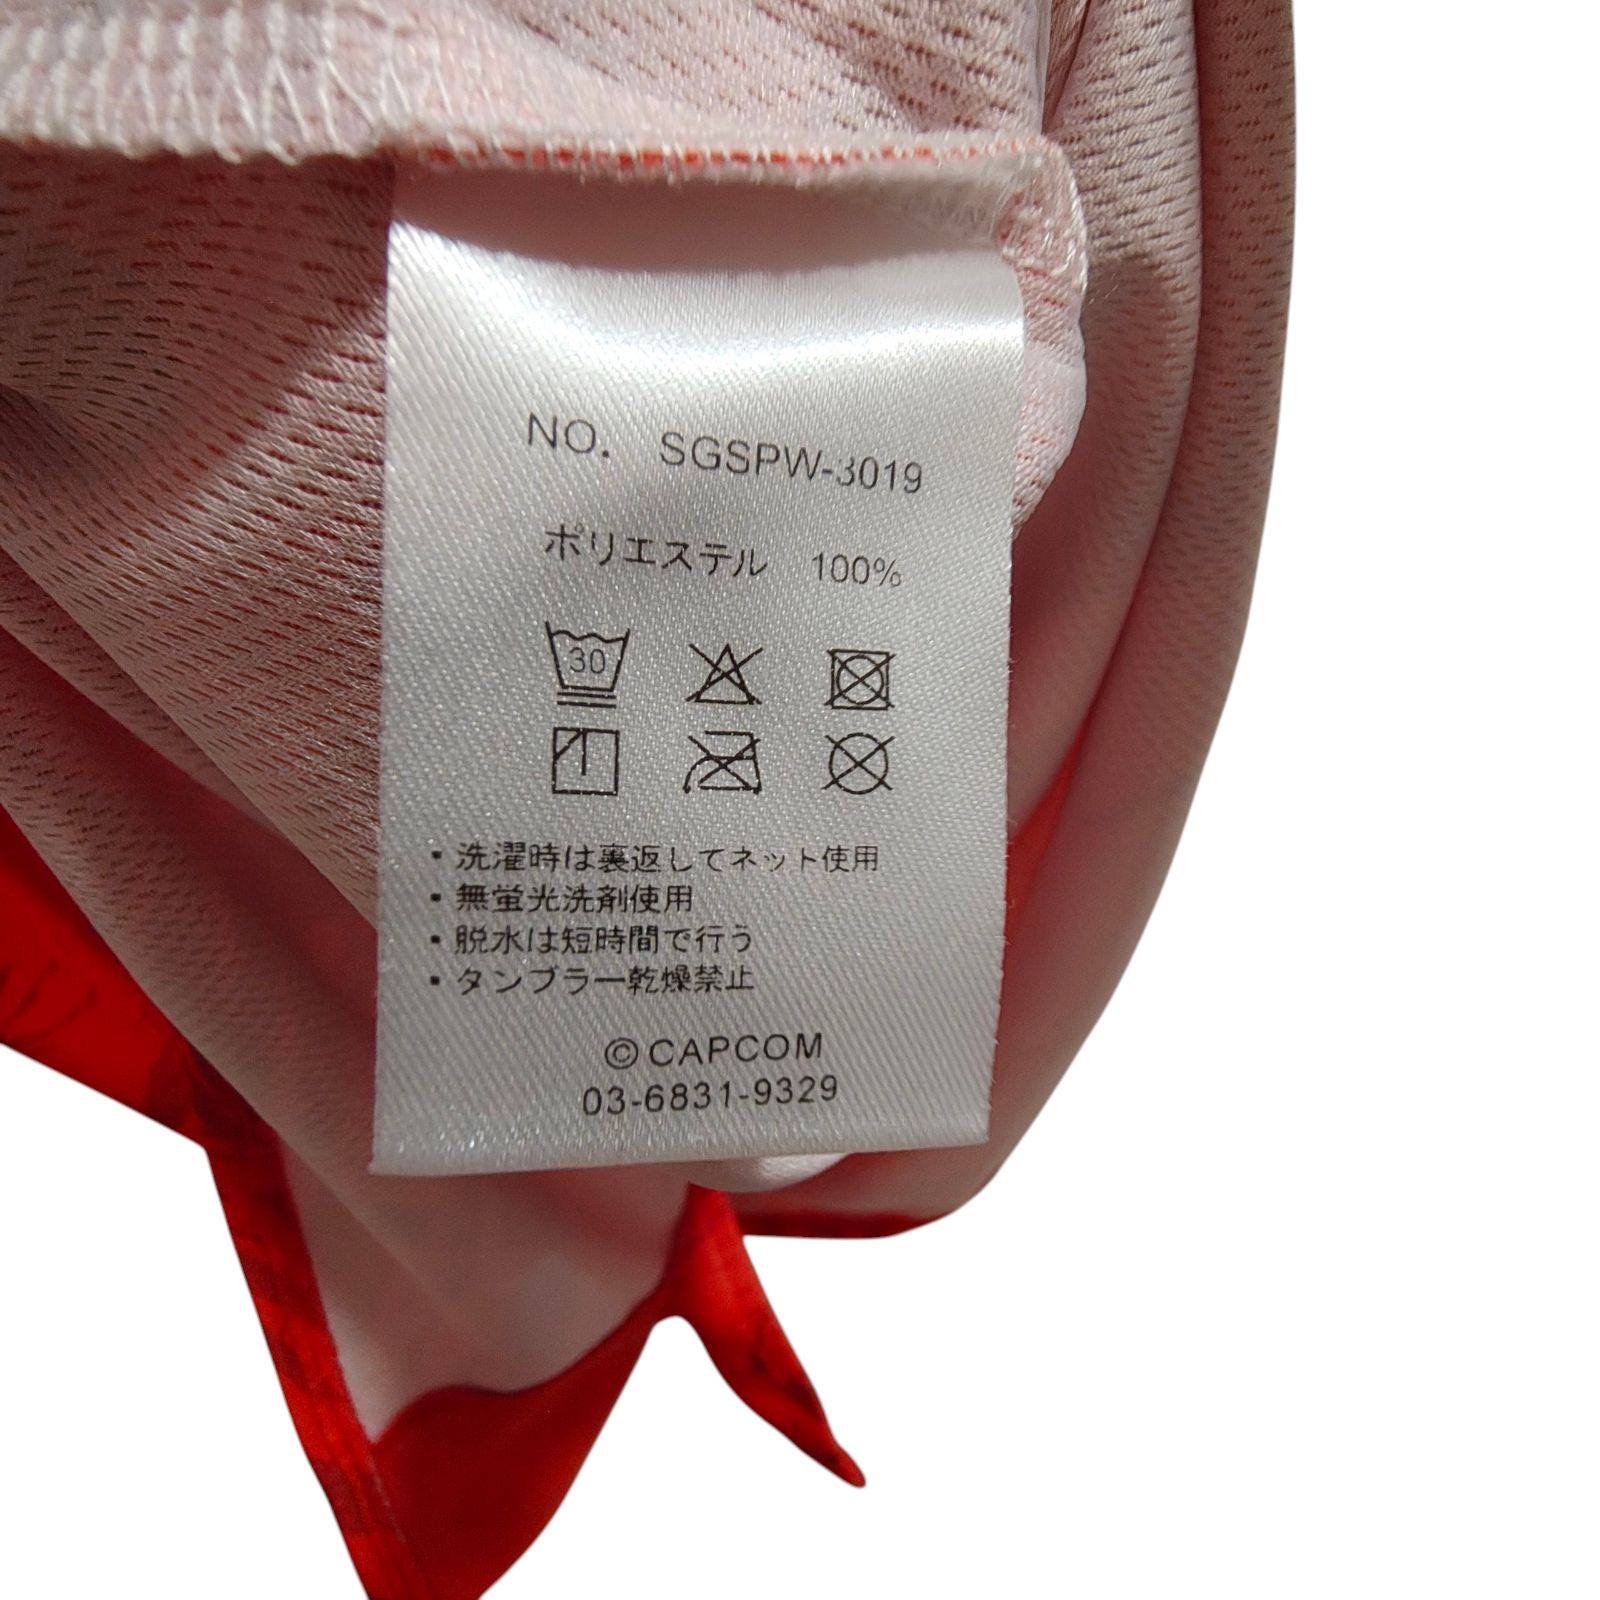 NO. SGSPW-3019
ポリエステル 100%
30
・洗濯時は裏返してネット使用
・無蛍光洗剤使用
・脱水は短時間で行う
・タンブラー乾燥禁止
©CAPCOM
03-6831-9329